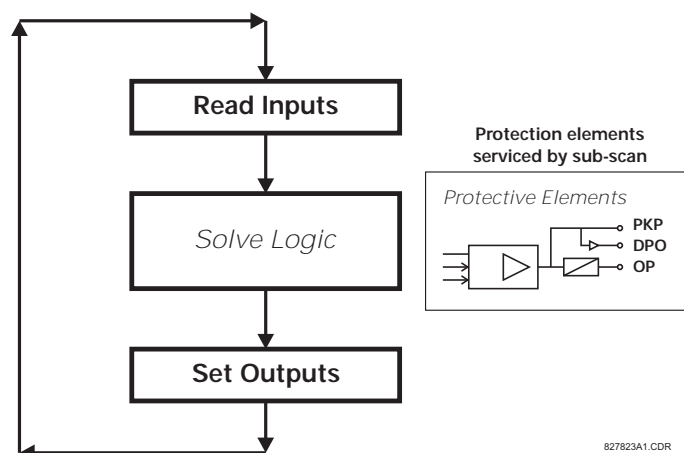 Read Inputs
Solve Logic
Set Outputs
Protection elements
serviced by sub-scan
Protective Elements
PKP
DPO
OP
827823A1.CDR